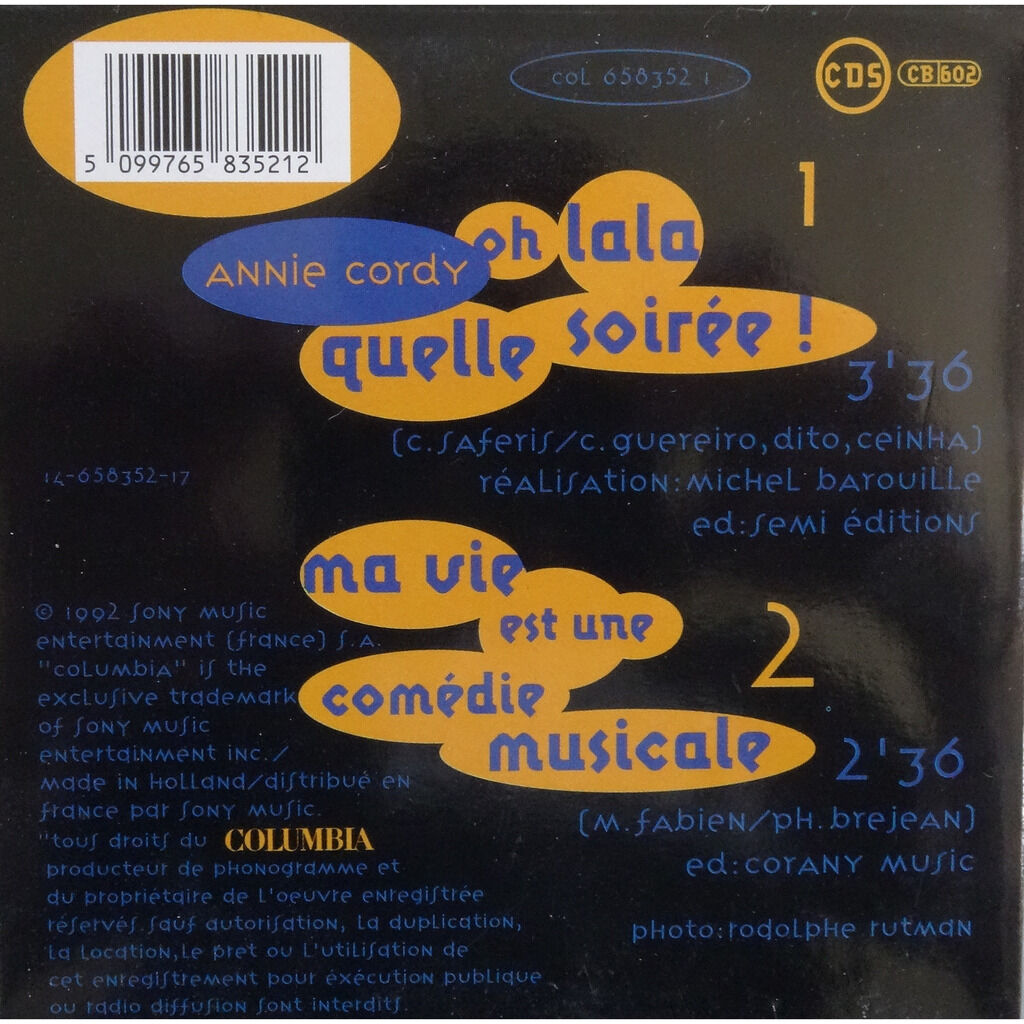 5 099765 835212
COL 658352 1
CDS CB 602
1
ANNie cordy
oh lala
quelle soirée !
3'36
(c.saferis/c.guereiro,dito,ceinha)
réalisation:michel barouille
ed:semi éditions
14-658352-17
ma vie
est une
comédie
musicale
2
2'36
(m.fabien/ph.brejean)
ed:corany music
photo:rodolphe rutman
© 1992 sony music
entertainment (france) s.a.
"columbia" is the
exclusive trademark
of sony music
entertainment inc./
made in holland/distribué en
france par sony music.
"tous droits du COLUMBIA
producteur de phonogramme et
du propriétaire de l'oeuvre enregistrée
réservés.sauf autorisation, la duplication,
la location,le pret ou l'utilisation de
cet enregistrement pour éxécution publique
ou radio diffusion sont interdits.